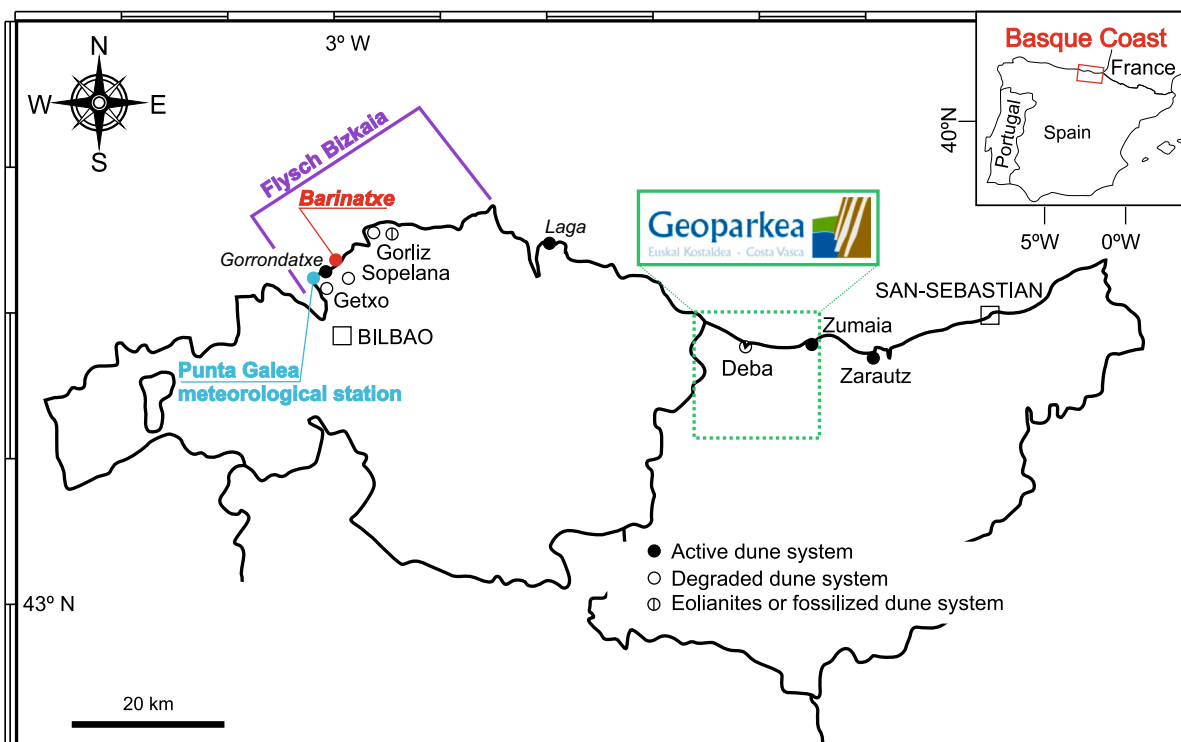 3º W
N
W
E
S
Basque Coast
France
Portugal
Spain
40ºN
5ºW
0ºW
Flysch Bizkaia
Barinatxe
Gorrondatxe
Gorliz
Sopelana
Getxo
BILBAO
Punta Galea
meteorological station
Laga
Geoparkea
Euskal Kostaldea - Costa Vasca
SAN-SEBASTIAN
Zumaia
Deba
Zarautz
Active dune system
Degraded dune system
Eolianites or fossilized dune system
43º N
20 km